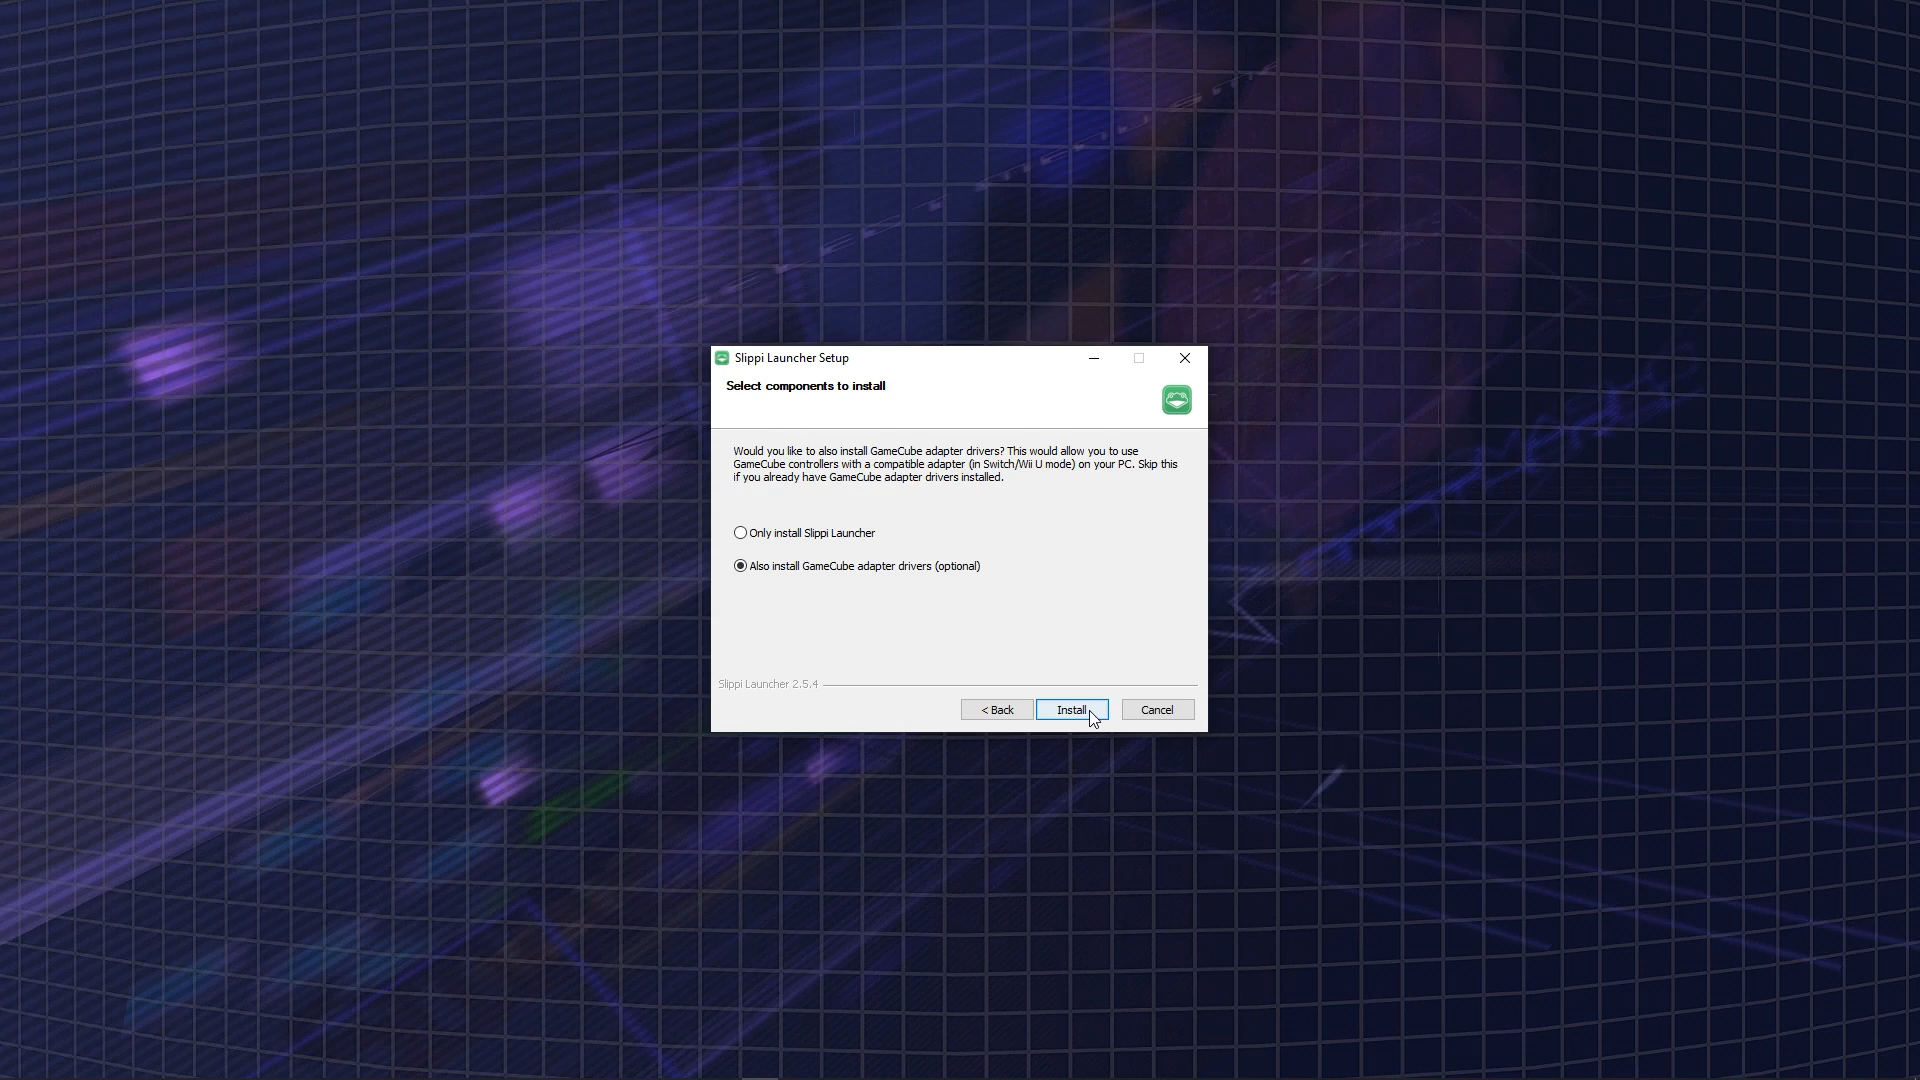 Slippi Launcher Setup
Select components to install
Would you like to also install GameCube adapter drivers? This would allow you to use
GameCube controllers with a compatible adapter (in Switch/Wii U mode) on your PC. Skip this
if you already have GameCube adapter drivers installed.
Only install Slippi Launcher
Also install GameCube adapter drivers (optional)
Slippi Launcher 2.5.4
< Back
Install
Cancel